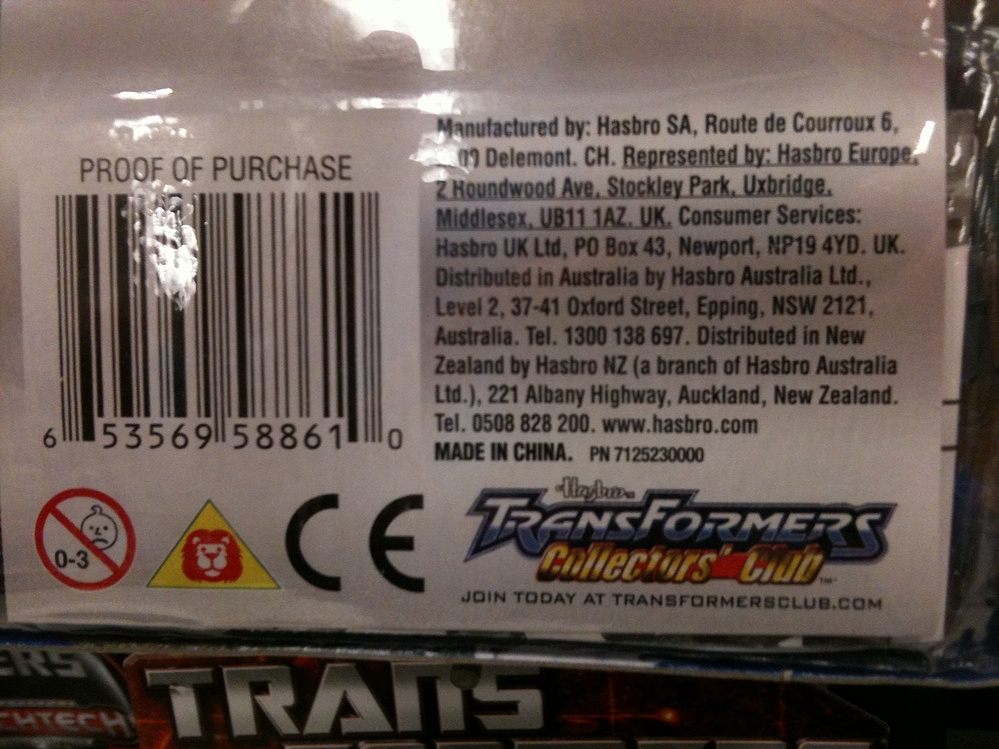 PROOF OF PURCHASE
6 53569 58861 0
0-3
CE
Manufactured by: Hasbro SA, Route de Courroux 6,
Delemont. CH. Represented by: Hasbro Europe,
2 Roundwood Ave, Stockley Park, Uxbridge,
Middlesex, UB11 1AZ. UK. Consumer Services:
Hasbro UK Ltd, PO Box 43, Newport, NP19 4YD. UK.
Distributed in Australia by Hasbro Australia Ltd.,
Level 2, 37-41 Oxford Street, Epping, NSW 2121,
Australia. Tel. 1300 138 697. Distributed in New
Zealand by Hasbro NZ (a branch of Hasbro Australia
Ltd.), 221 Albany Highway, Auckland, New Zealand.
Tel. 0508 828 200. www.hasbro.com
MADE IN CHINA. PN 7125230000
Hasbro
TRANSFORMERS
Collectors' Club™
JOIN TODAY AT TRANSFORMERSCLUB.COM
TRANS